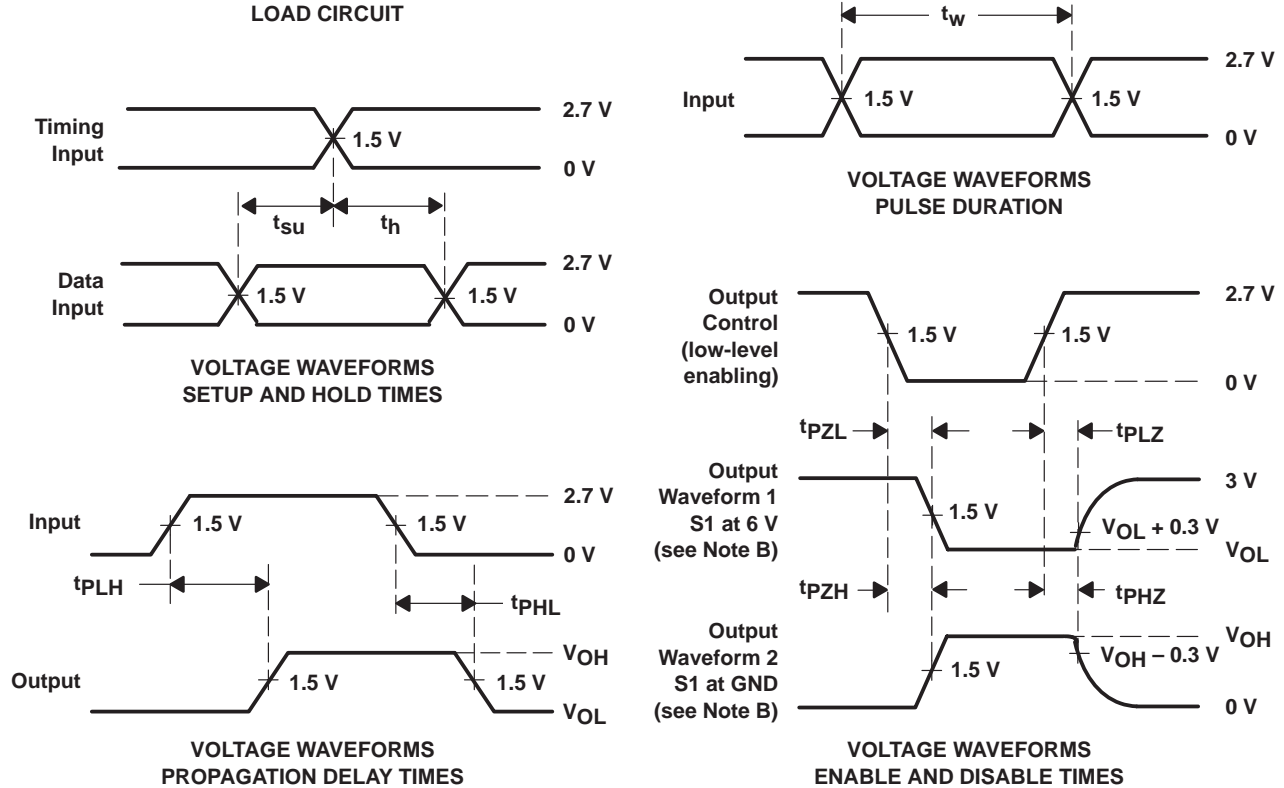 LOAD CIRCUIT
Timing
Input
2.7 V
1.5 V
0 V
tsu
th
Data
Input
2.7 V
1.5 V
1.5 V
0 V
VOLTAGE WAVEFORMS
SETUP AND HOLD TIMES
tw
Input
2.7 V
1.5 V
1.5 V
0 V
VOLTAGE WAVEFORMS
PULSE DURATION
Input
2.7 V
1.5 V
1.5 V
0 V
tPLH
tPHL
Output
VOH
1.5 V
1.5 V
VOL
VOLTAGE WAVEFORMS
PROPAGATION DELAY TIMES
Output
Control
(low-level
enabling)
2.7 V
1.5 V
1.5 V
0 V
tPZL
tPLZ
Output
Waveform 1
S1 at 6 V
(see Note B)
3 V
1.5 V
VOL + 0.3 V
VOL
tPZH
tPHZ
Output
Waveform 2
S1 at GND
(see Note B)
VOH
VOH – 0.3 V
1.5 V
0 V
VOLTAGE WAVEFORMS
ENABLE AND DISABLE TIMES